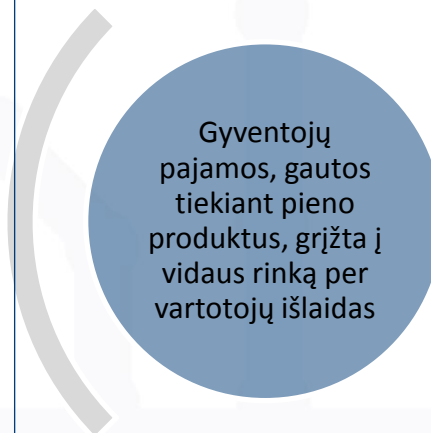 Gyventojų
pajamos, gautos
tiekiant pieno
produktus, grįžta į
vidaus rinką per
vartotojų išlaidas